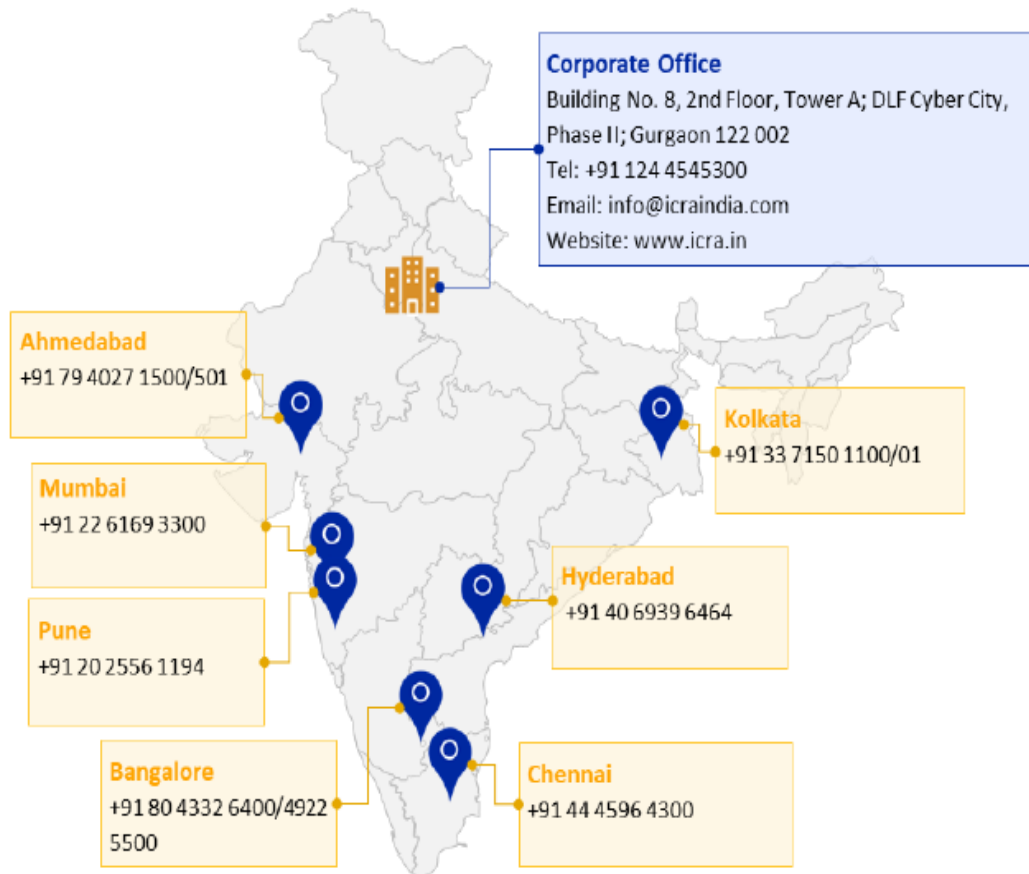 Corporate Office
Building No. 8, 2nd Floor, Tower A; DLF Cyber City,
Phase II; Gurgaon 122 002
Tel: +91 124 4545300
Email: info@icraindia.com
Website: www.icra.in
Ahmedabad
+91 79 4027 1500/501
Kolkata
+91 33 7150 1100/01
Mumbai
+91 22 6169 3300
Hyderabad
+91 40 6939 6464
Pune
+91 20 2556 1194
Bangalore
+91 80 4332 6400/4922
5500
Chennai
+91 44 4596 4300